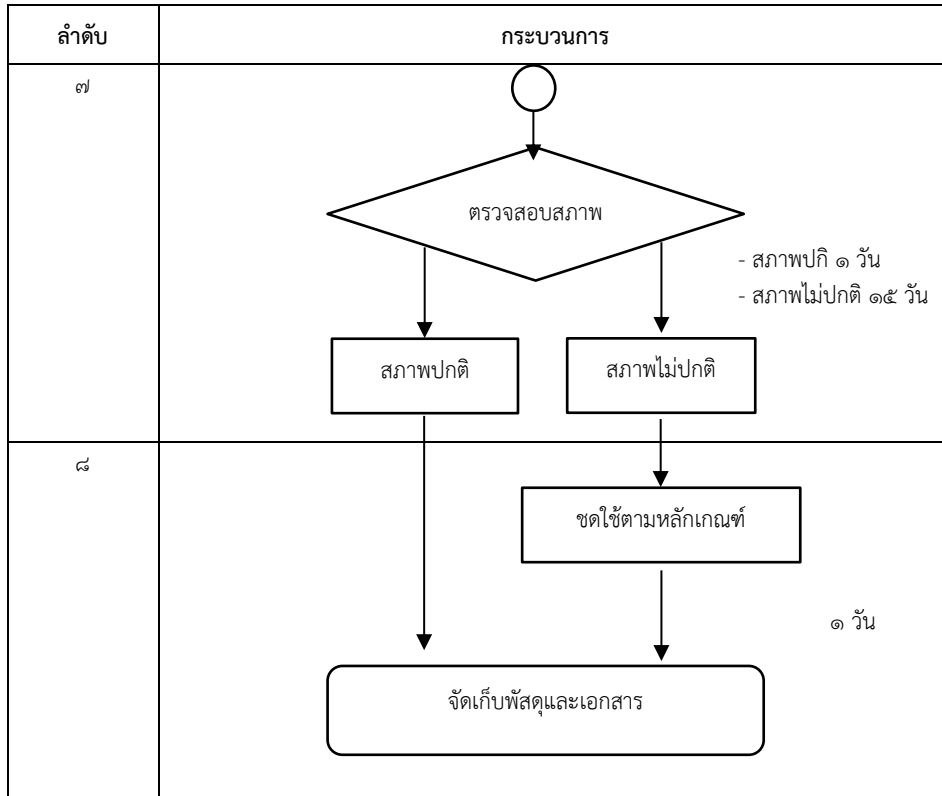 ลำดับ
กระบวนการ
๗
ตรวจสอบสภาพ
- สภาพปกิ ๑ วัน
- สภาพไม่ปกติ ๑๕ วัน
สภาพปกติ
สภาพไม่ปกติ
๘
ชดใช้ตามหลักเกณฑ์
๑ วัน
จัดเก็บพัสดุและเอกสาร